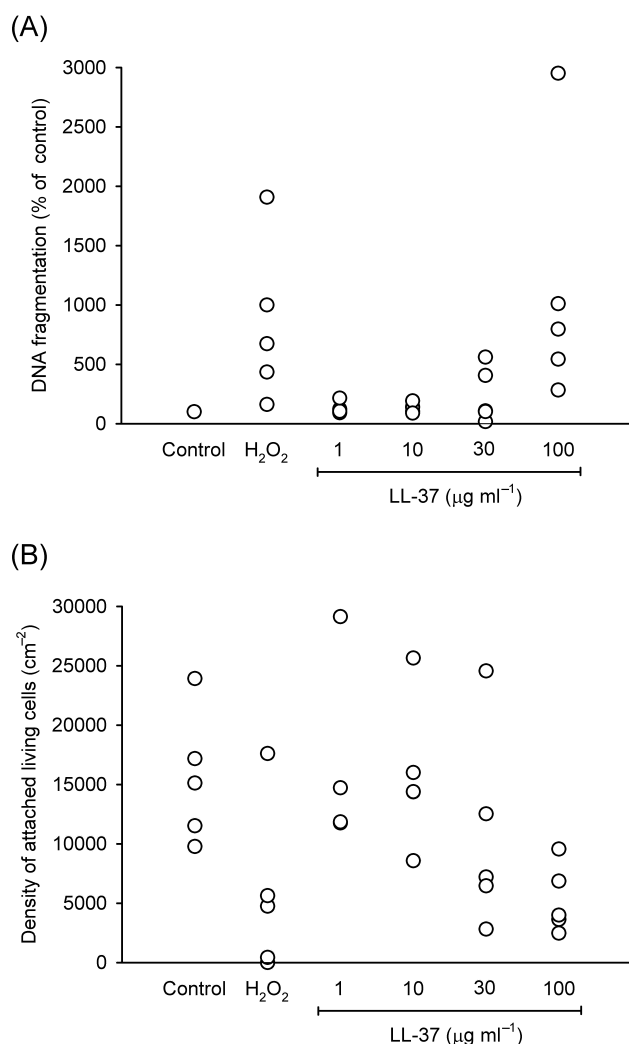 (A)
DNA fragmentation (% of control)
3000
2500
2000
1500
1000
500
0
Control H₂O₂ 1 10 30 100
LL-37 (μg ml⁻¹)
(B)
Density of attached living cells (cm⁻²)
30000
25000
20000
15000
10000
5000
0
Control H₂O₂ 1 10 30 100
LL-37 (μg ml⁻¹)